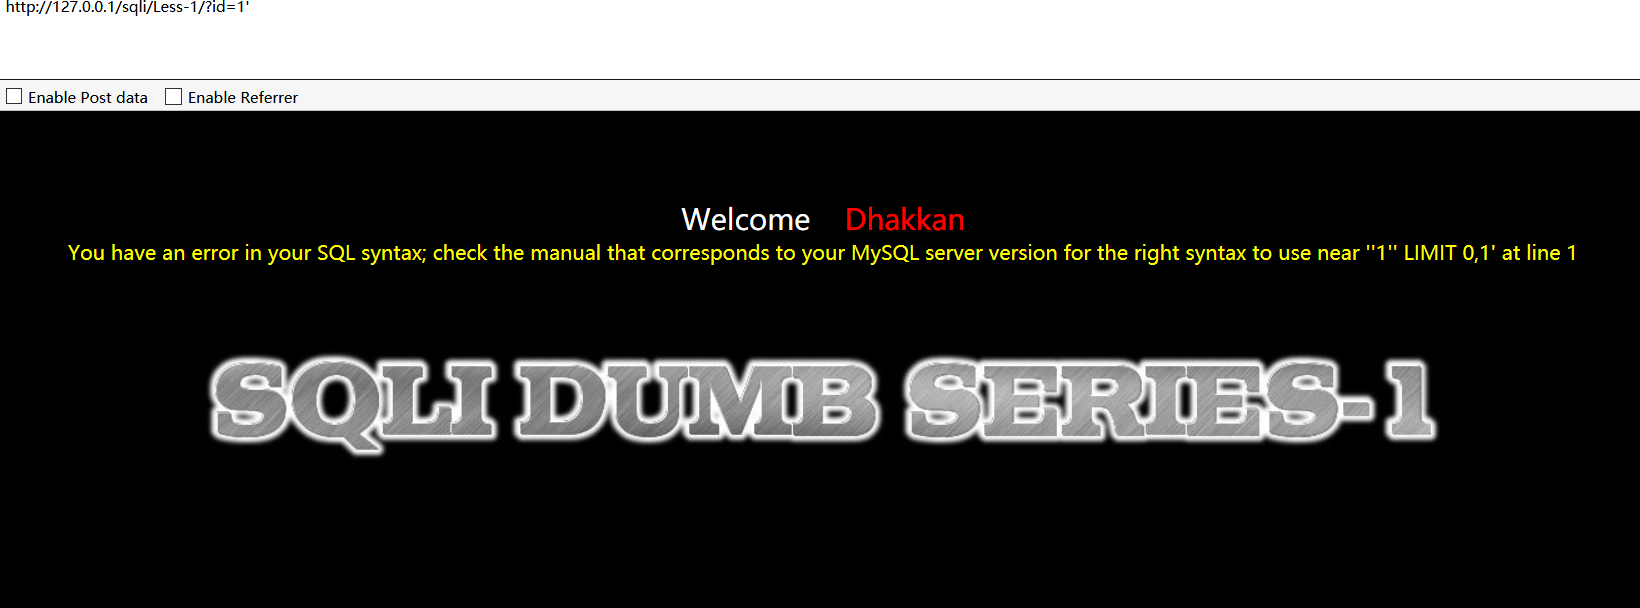 http://127.0.0.1/sqli/Less-1/?id=1'
Enable Post data Enable Referrer
Welcome Dhakkan
You have an error in your SQL syntax; check the manual that corresponds to your MySQL server version for the right syntax to use near ''1'' LIMIT 0,1' at line 1
SQLI DUMB SERIES-1